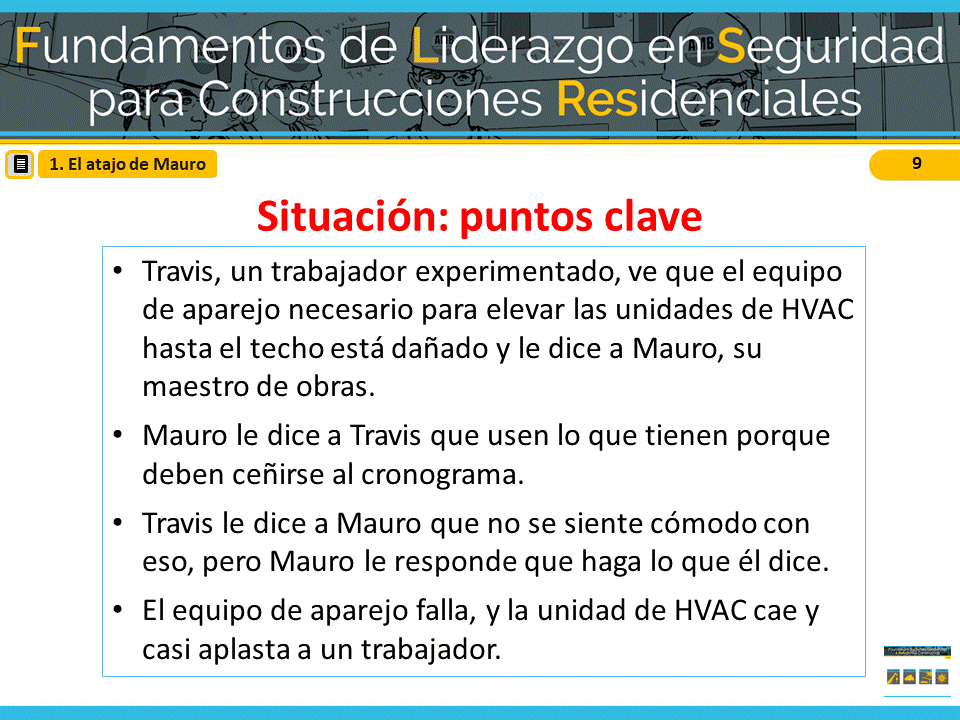 Fundamentos de Liderazgo en Seguridad
para Construcciones Residenciales
1. El atajo de Mauro
9
Situación: puntos clave
• Travis, un trabajador experimentado, ve que el equipo
de aparejo necesario para elevar las unidades de HVAC
hasta el techo está dañado y le dice a Mauro, su
maestro de obras.
• Mauro le dice a Travis que usen lo que tienen porque
deben ceñirse al cronograma.
• Travis le dice a Mauro que no se siente cómodo con
eso, pero Mauro le responde que haga lo que él dice.
• El equipo de aparejo falla, y la unidad de HVAC cae y
casi aplasta a un trabajador.